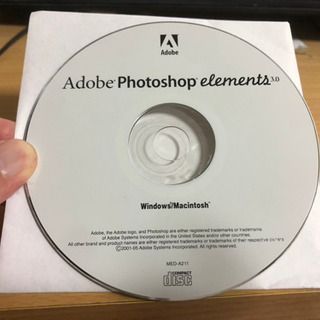 Adobe
Adobe® Photoshop® elements 3.0
Windows®/Macintosh®
Adobe, the Adobe logo, and Photoshop are either registered trademarks or trademarks
of Adobe Systems Incorporated in the United States and/or other countries.
All other brand and product names are either registered trademarks or trademarks of their respective owners
©2001-05 Adobe Systems Incorporated. All rights reserved.
MED-A211
COMPACT
disc